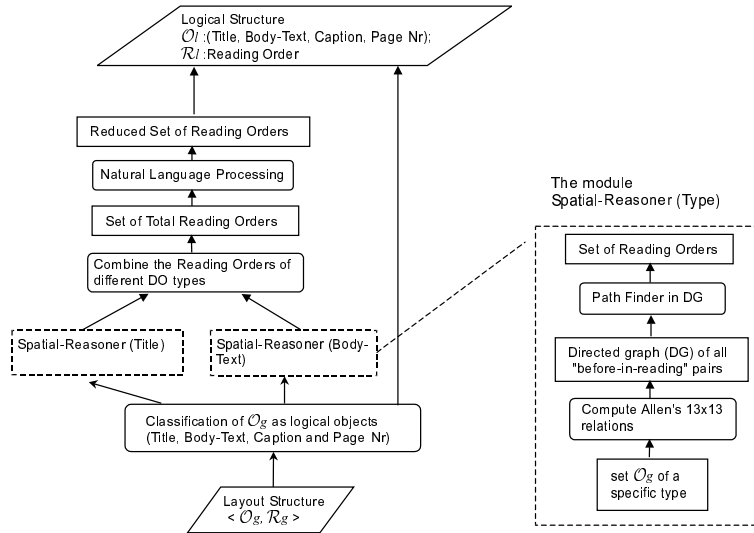 Logical Structure
𝒪l :(Title, Body-Text, Caption, Page Nr);
ℛl :Reading Order
Reduced Set of Reading Orders
Natural Language Processing
Set of Total Reading Orders
Combine the Reading Orders of
different DO types
Spatial-Reasoner (Title)
Spatial-Reasoner (Body-
Text)
Classification of 𝒪g as logical objects
(Title, Body-Text, Caption and Page Nr)
Layout Structure
< 𝒪g, ℛg >
The module
Spatial-Reasoner (Type)
Set of Reading Orders
Path Finder in DG
Directed graph (DG) of all
"before-in-reading" pairs
Compute Allen's 13x13
relations
set 𝒪g of a
specific type